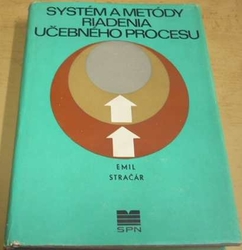 SYSTÉM A METÓDY
RIADENIA
UČEBNÉHO PROCESU
EMIL
STRAČÁR
SPN